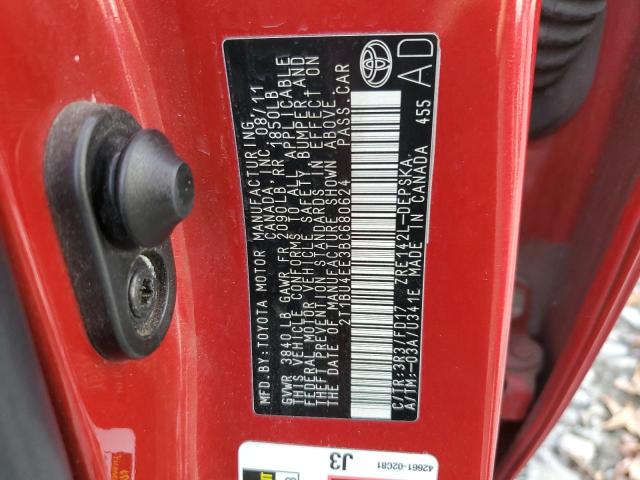 MFD. BY: TOYOTA MOTOR MANUFACTURING
CANADA, INC. 08/11
GVWR 3840 LB GAWR FR 2090 LB, RR 1850LB
THIS VEHICLE CONFORMS TO ALL APPLICABLE
FEDERAL MOTOR VEHICLE SAFETY, BUMPER, AND
THEFT PREVENTION STANDARDS IN EFFECT ON
THE DATE OF MANUFACTURE SHOWN ABOVE.
2T1BU4EE3BC680624 PASS. CAR
C/TR:3R3/FD17 ZRE142L-DEPSKA
A/TM:-03A/U341E MADE IN CANADA 455
AD
J3
42661-02C81